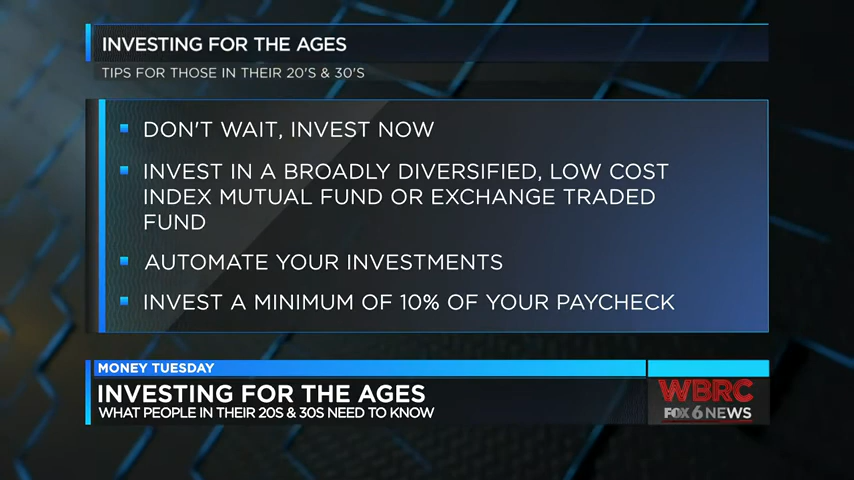 INVESTING FOR THE AGES
TIPS FOR THOSE IN THEIR 20'S & 30'S
DON'T WAIT, INVEST NOW
INVEST IN A BROADLY DIVERSIFIED, LOW COST
INDEX MUTUAL FUND OR EXCHANGE TRADED
FUND
AUTOMATE YOUR INVESTMENTS
INVEST A MINIMUM OF 10% OF YOUR PAYCHECK
MONEY TUESDAY
INVESTING FOR THE AGES
WHAT PEOPLE IN THEIR 20S & 30S NEED TO KNOW
WBRC
FOX 6 NEWS